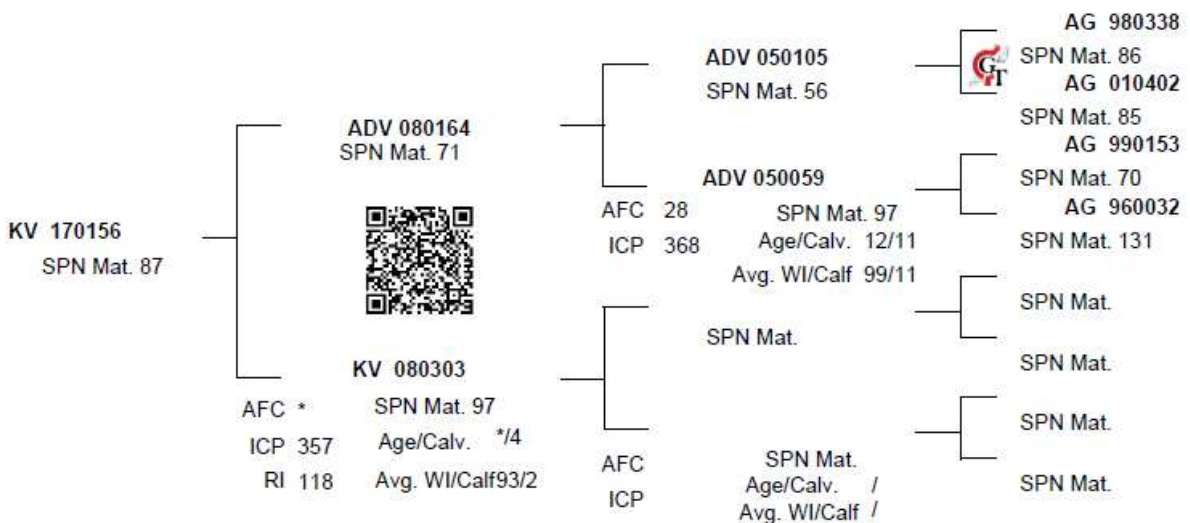 AG 980338
ADV 050105
SPN Mat. 86
GT
SPN Mat. 56
AG 010402
ADV 080164
SPN Mat. 85
SPN Mat. 71
AG 990153
ADV 050059
SPN Mat. 70
AFC 28 SPN Mat. 97
AG 960032
KV 170156
ICP 368 Age/Calv. 12/11
SPN Mat. 131
SPN Mat. 87
Avg. WI/Calf 99/11
SPN Mat.
SPN Mat.
KV 080303
SPN Mat.
AFC * SPN Mat. 97
SPN Mat.
ICP 357 Age/Calv. */4
AFC SPN Mat.
RI 118 Avg. WI/Calf93/2
ICP Age/Calv. /
SPN Mat.
Avg. WI/Calf /